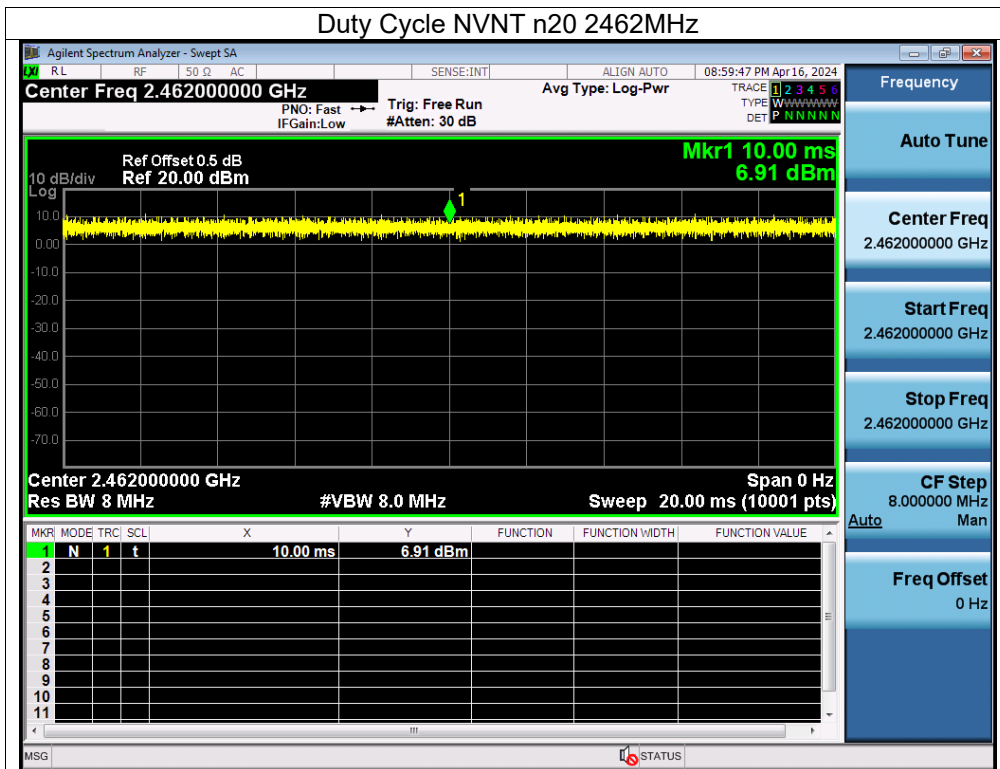 Duty Cycle NVNT n20 2462MHz
Agilent Spectrum Analyzer - Swept SA
LXI RL RF 50 Ω AC SENSE:INT ALIGN AUTO 08:59:47 PM Apr 16, 2024
Center Freq 2.462000000 GHz
PNO: Fast
IFGain:Low
Trig: Free Run
#Atten: 30 dB
Avg Type: Log-Pwr
TRACE 1 2 3 4 5 6
TYPE WWWWWW
DET P N N N N N
Mkr1 10.00 ms
6.91 dBm
Ref Offset 0.5 dB
10 dB/div Ref 20.00 dBm
Log
1
10.0
0.00
-10.0
-20.0
-30.0
-40.0
-50.0
-60.0
-70.0
Center 2.462000000 GHz Span 0 Hz
Res BW 8 MHz #VBW 8.0 MHz Sweep 20.00 ms (10001 pts)
MKR MODE TRC SCL X Y FUNCTION FUNCTION WIDTH FUNCTION VALUE
1 N 1 t 10.00 ms 6.91 dBm
2
3
4
5
6
7
8
9
10
11
MSG STATUS
Frequency
Auto Tune
Center Freq
2.462000000 GHz
Start Freq
2.462000000 GHz
Stop Freq
2.462000000 GHz
CF Step
8.000000 MHz
Auto Man
Freq Offset
0 Hz